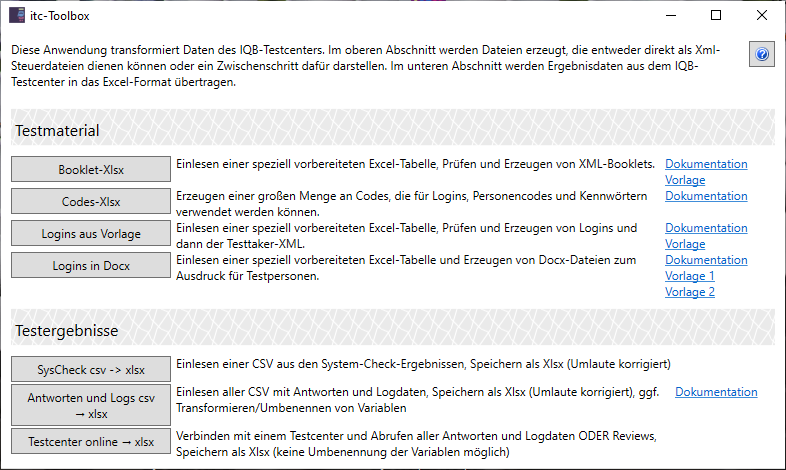 itc-Toolbox
Diese Anwendung transformiert Daten des IQB-Testcenters. Im oberen Abschnitt werden Dateien erzeugt, die entweder direkt als Xml-
Steuerdateien dienen können oder ein Zwischenschritt dafür darstellen. Im unteren Abschnitt werden Ergebnisdaten aus dem IQB-
Testcenter in das Excel-Format übertragen.
?
Testmaterial
Booklet-Xlsx
Einlesen einer speziell vorbereiteten Excel-Tabelle, Prüfen und Erzeugen von XML-Booklets.
Dokumentation
Vorlage
Codes-Xlsx
Erzeugen einer großen Menge an Codes, die für Logins, Personencodes und Kennwörtern
verwendet werden können.
Dokumentation
Logins aus Vorlage
Einlesen einer speziell vorbereiteten Excel-Tabelle, Prüfen und Erzeugen von Logins und
dann der Testtaker-XML.
Dokumentation
Vorlage
Logins in Docx
Einlesen einer speziell vorbereiteten Excel-Tabelle und Erzeugen von Docx-Dateien zum
Ausdruck für Testpersonen.
Dokumentation
Vorlage 1
Vorlage 2
Testergebnisse
SysCheck csv -> xlsx
Einlesen einer CSV aus den System-Check-Ergebnissen, Speichern als Xlsx (Umlaute korrigiert)
Antworten und Logs csv
→ xlsx
Einlesen aller CSV mit Antworten und Logdaten, Speichern als Xlsx (Umlaute korrigiert), ggf.
Transformieren/Umbenennen von Variablen
Dokumentation
Testcenter online → xlsx
Verbinden mit einem Testcenter und Abrufen aller Antworten und Logdaten ODER Reviews,
Speichern als Xlsx (keine Umbenennung der Variablen möglich)